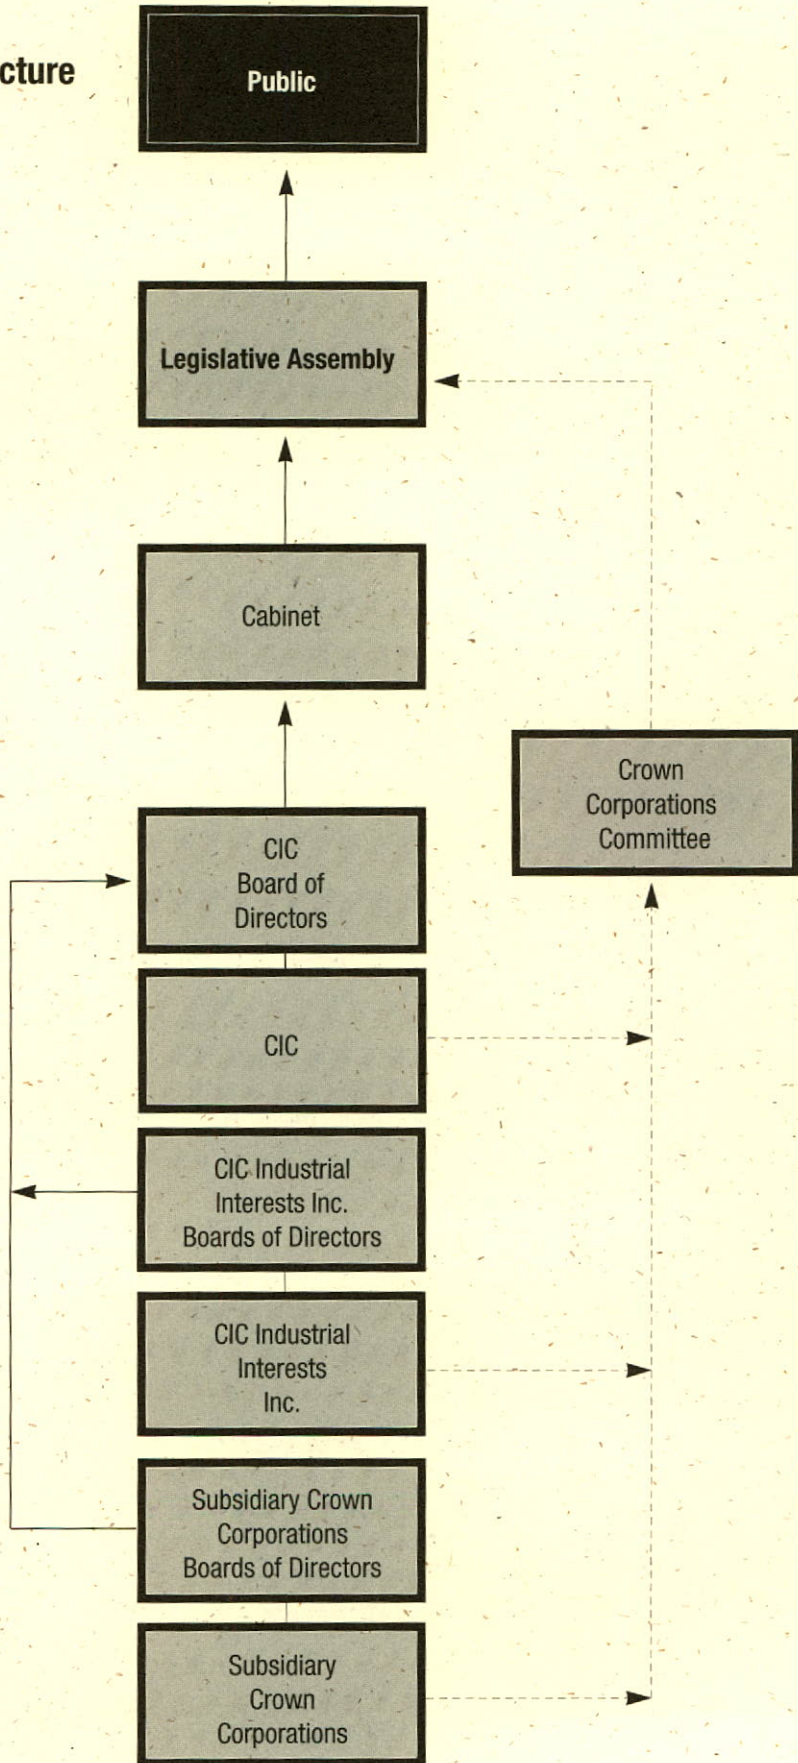 cture
Public
Legislative Assembly
Cabinet
Crown
Corporations
Committee
CIC
Board of
Directors
CIC
CIC Industrial
Interests Inc.
Boards of Directors
CIC Industrial
Interests
Inc.
Subsidiary Crown
Corporations
Boards of Directors
Subsidiary
Crown
Corporations